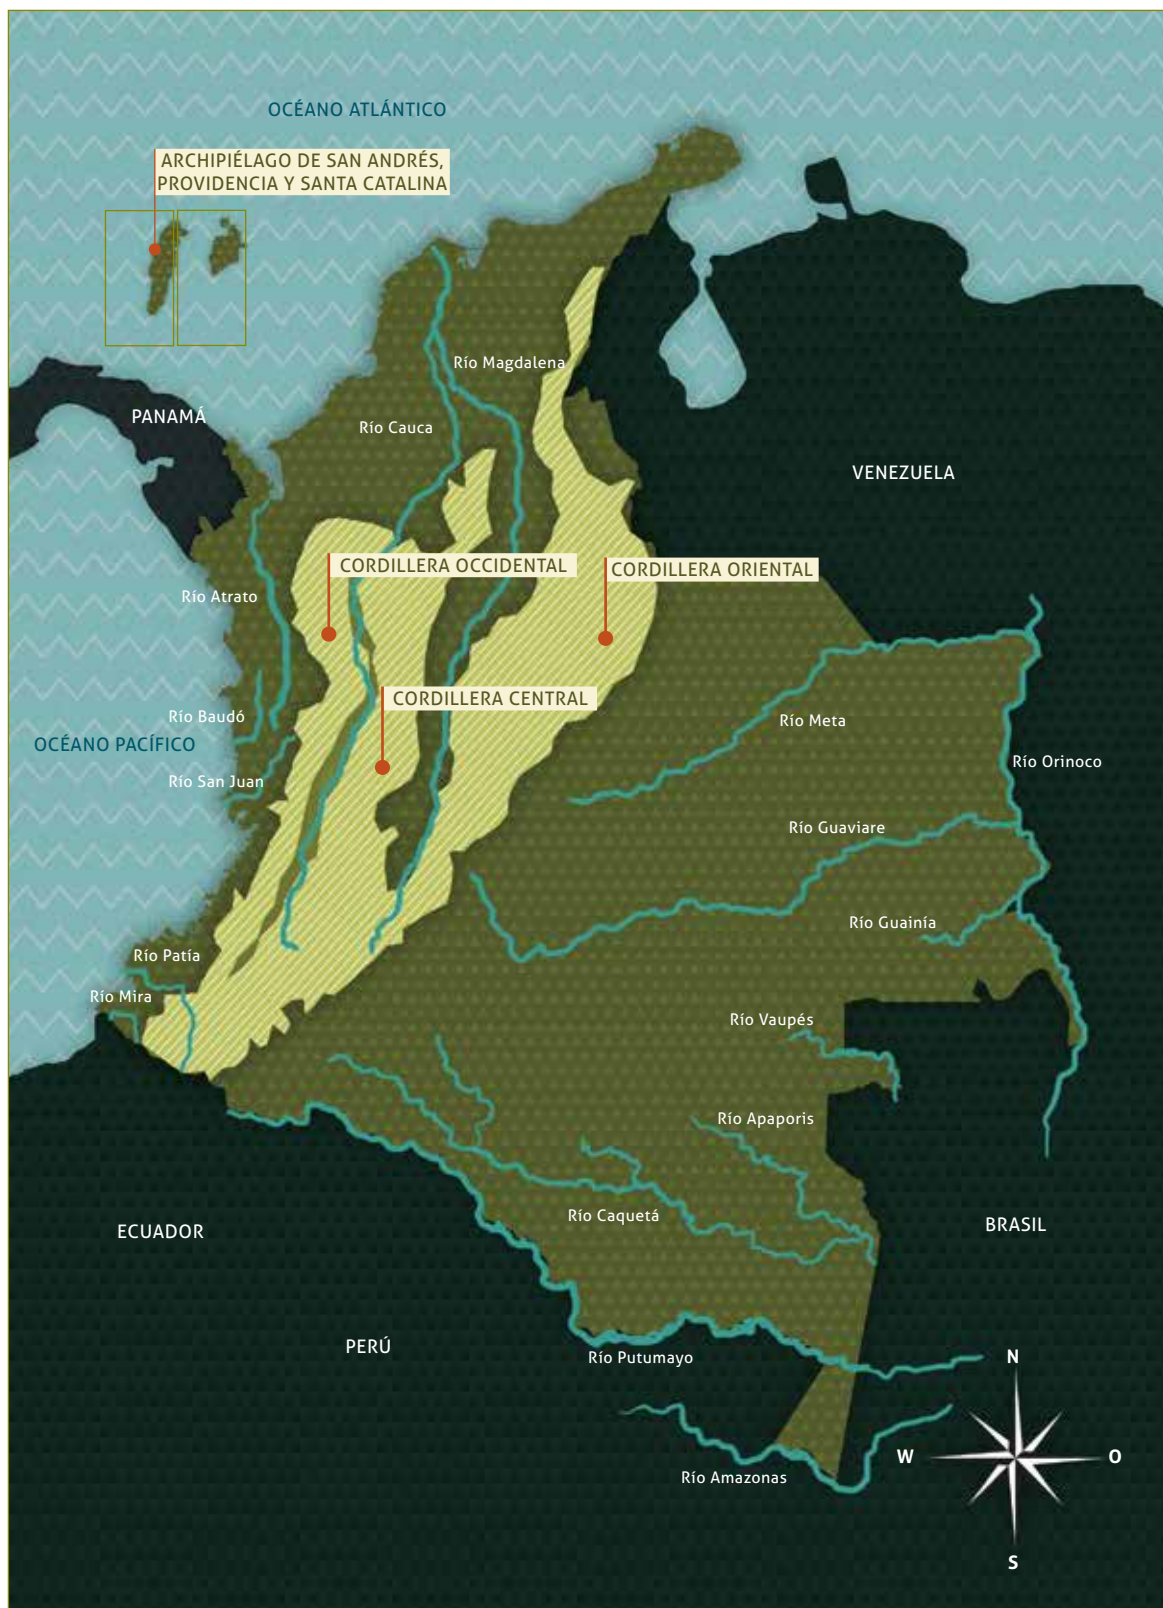 OCÉANO ATLÁNTICO
ARCHIPIÉLAGO DE SAN ANDRÉS,
PROVIDENCIA Y SANTA CATALINA
Río Magdalena
PANAMÁ
Río Cauca
VENEZUELA
CORDILLERA OCCIDENTAL
CORDILLERA ORIENTAL
Río Atrato
CORDILLERA CENTRAL
Río Baudó
Río Meta
OCÉANO PACÍFICO
Río Orinoco
Río San Juan
Río Guaviare
Río Guainía
Río Patía
Río Mira
Río Vaupés
Río Apaporis
Río Caquetá
ECUADOR
BRASIL
PERÚ
Río Putumayo
N
W
O
Río Amazonas
S